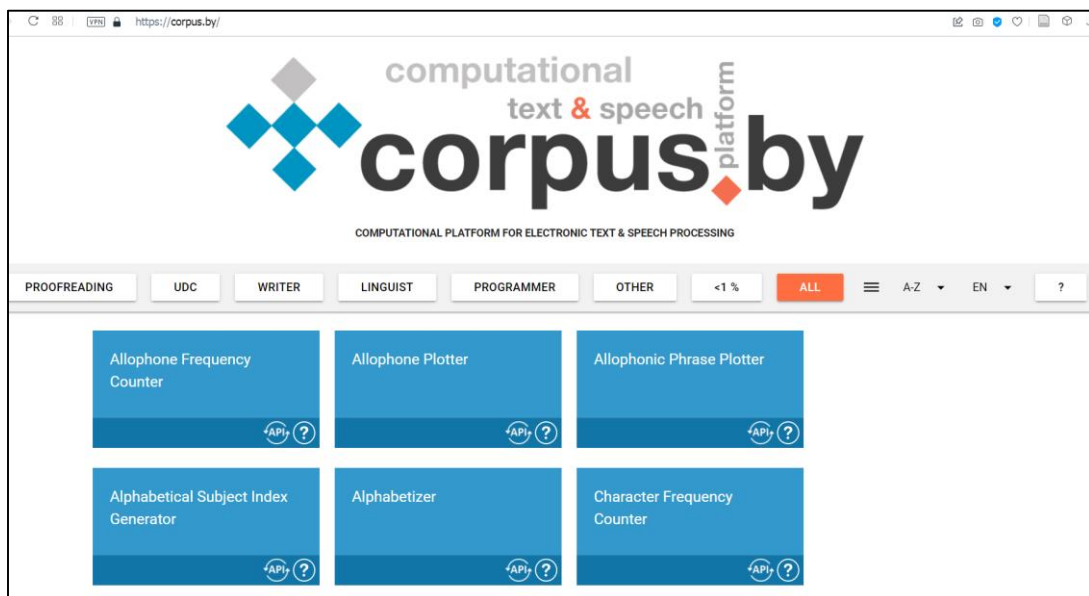 VPN https://corpus.by/
computational
text & speech
platform
corpus.by
COMPUTATIONAL PLATFORM FOR ELECTRONIC TEXT & SPEECH PROCESSING
PROOFREADING UDC WRITER LINGUIST PROGRAMMER OTHER <1 % ALL A-Z EN ?
Allophone Frequency
Counter
Allophone Plotter
Allophonic Phrase Plotter
API ? API ? API ?
Alphabetical Subject Index
Generator
Alphabetizer
Character Frequency
Counter
API ? API ? API ?